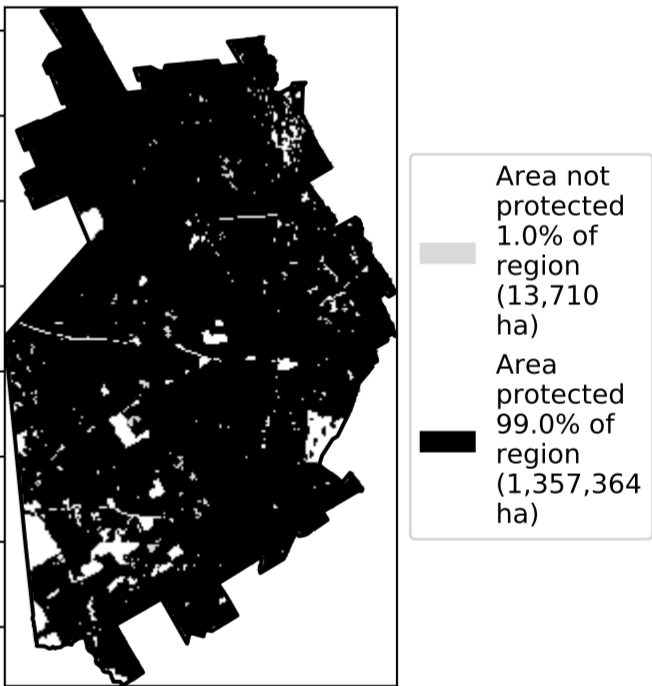 Area not
protected
1.0% of
region
(13,710
ha)
Area
protected
99.0% of
region
(1,357,364
ha)